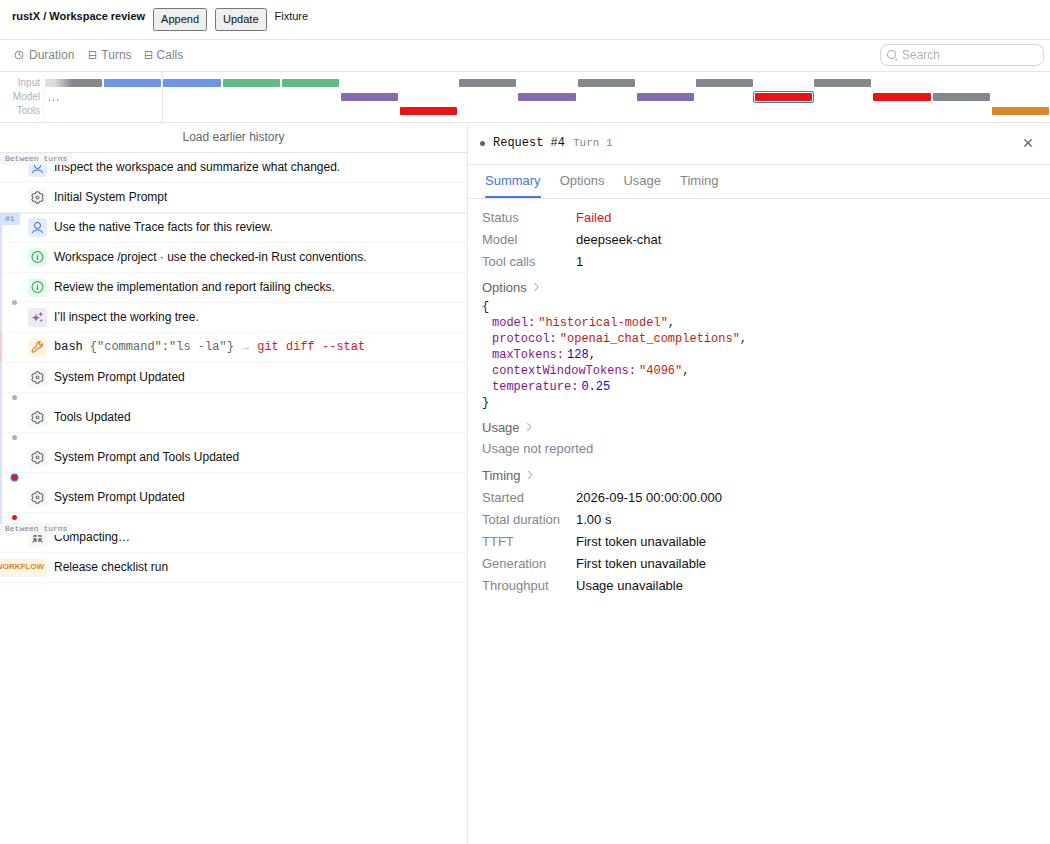 rustX / Workspace review Append Update Fixture
Duration Turns Calls Search
Input
Model ...
Tools
Load earlier history
Between turns
Inspect the workspace and summarize what changed.
Initial System Prompt
#1
Use the native Trace facts for this review.
Workspace /project · use the checked-in Rust conventions.
Review the implementation and report failing checks.
I'll inspect the working tree.
bash {"command":"ls -la"} → git diff --stat
System Prompt Updated
Tools Updated
System Prompt and Tools Updated
System Prompt Updated
Between turns
Compacting…
WORKFLOW Release checklist run
Request #4 Turn 1
Summary Options Usage Timing
Status Failed
Model deepseek-chat
Tool calls 1
Options
{
model: "historical-model",
protocol: "openai_chat_completions",
maxTokens: 128,
contextWindowTokens: "4096",
temperature: 0.25
}
Usage
Usage not reported
Timing
Started 2026-09-15 00:00:00.000
Total duration 1.00 s
TTFT First token unavailable
Generation First token unavailable
Throughput Usage unavailable